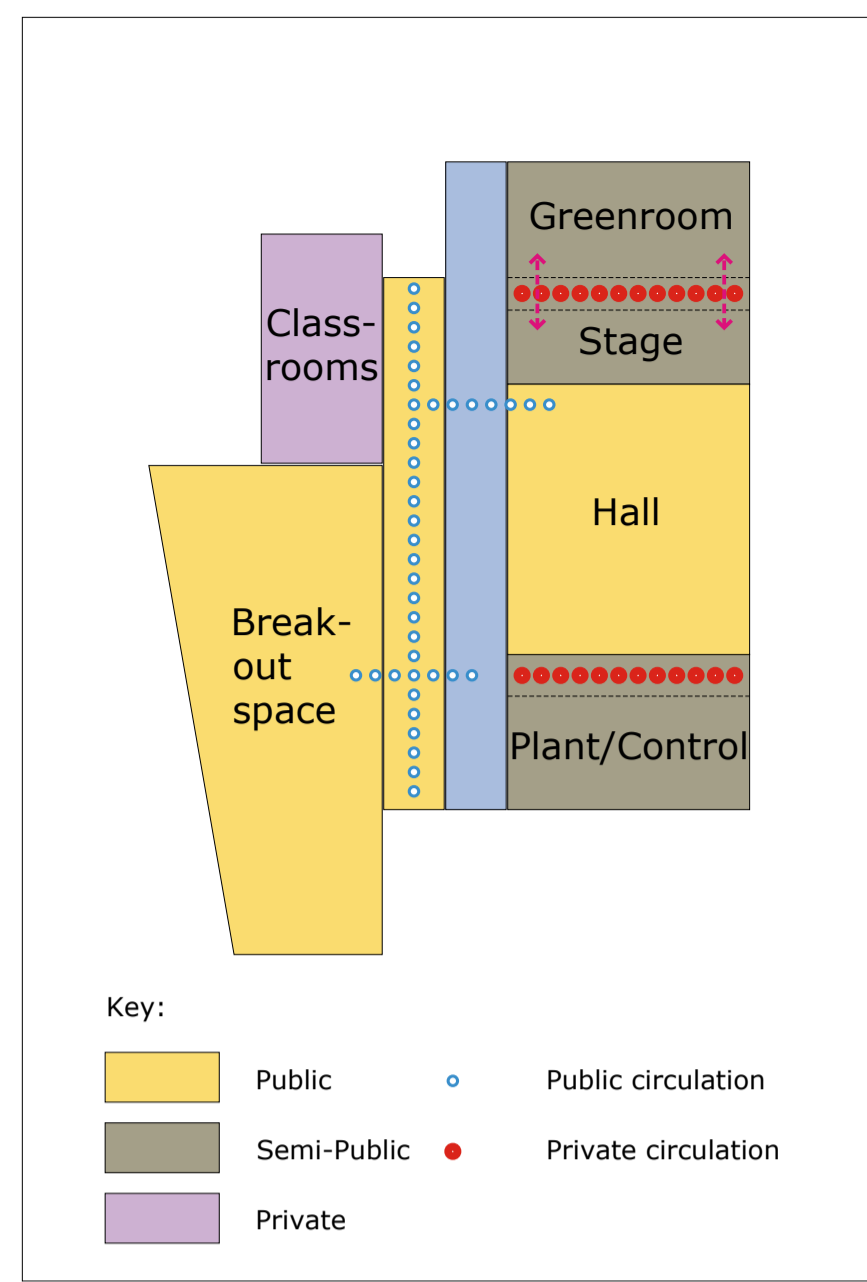 Greenroom
Class-
rooms
Stage
Hall
Break-
out
space
Plant/Control
Key:
Public
Public circulation
Semi-Public
Private circulation
Private